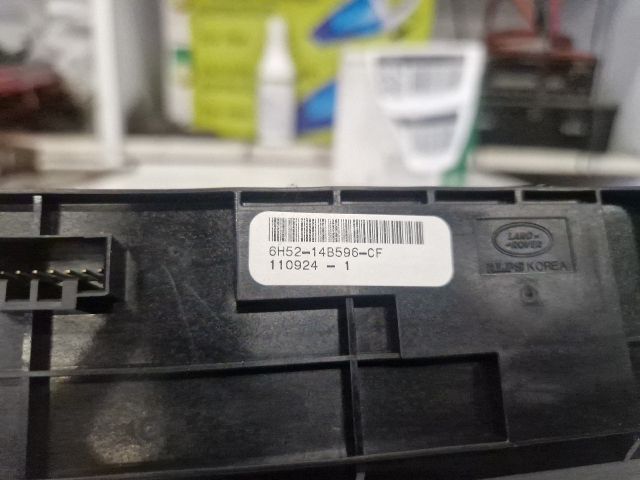 6H52-14B596-CF
110924 - 1
LAND-
-ROVER
KOREA